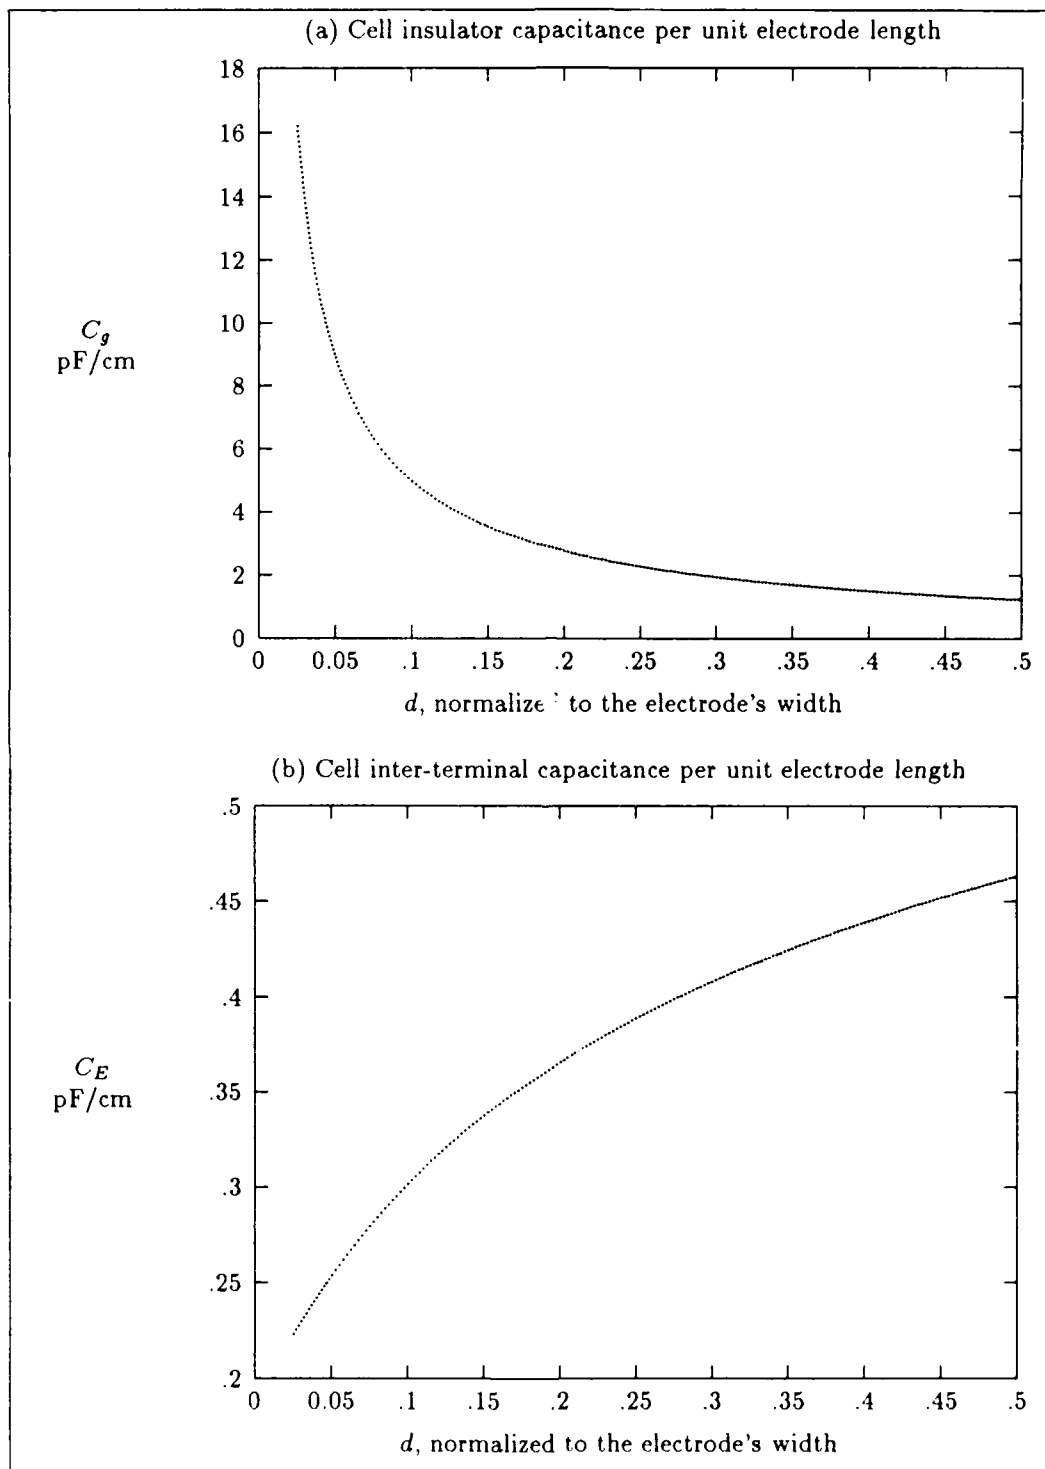 (a) Cell insulator capacitance per unit electrode length
18
16
14
12
10
8
6
4
2
0
C_g
pF/cm
0 0.05 .1 .15 .2 .25 .3 .35 .4 .45 .5
d, normalize to the electrode's width
(b) Cell inter-terminal capacitance per unit electrode length
.5
.45
.4
.35
.3
.25
.2
C_E
pF/cm
0 0.05 .1 .15 .2 .25 .3 .35 .4 .45 .5
d, normalized to the electrode's width